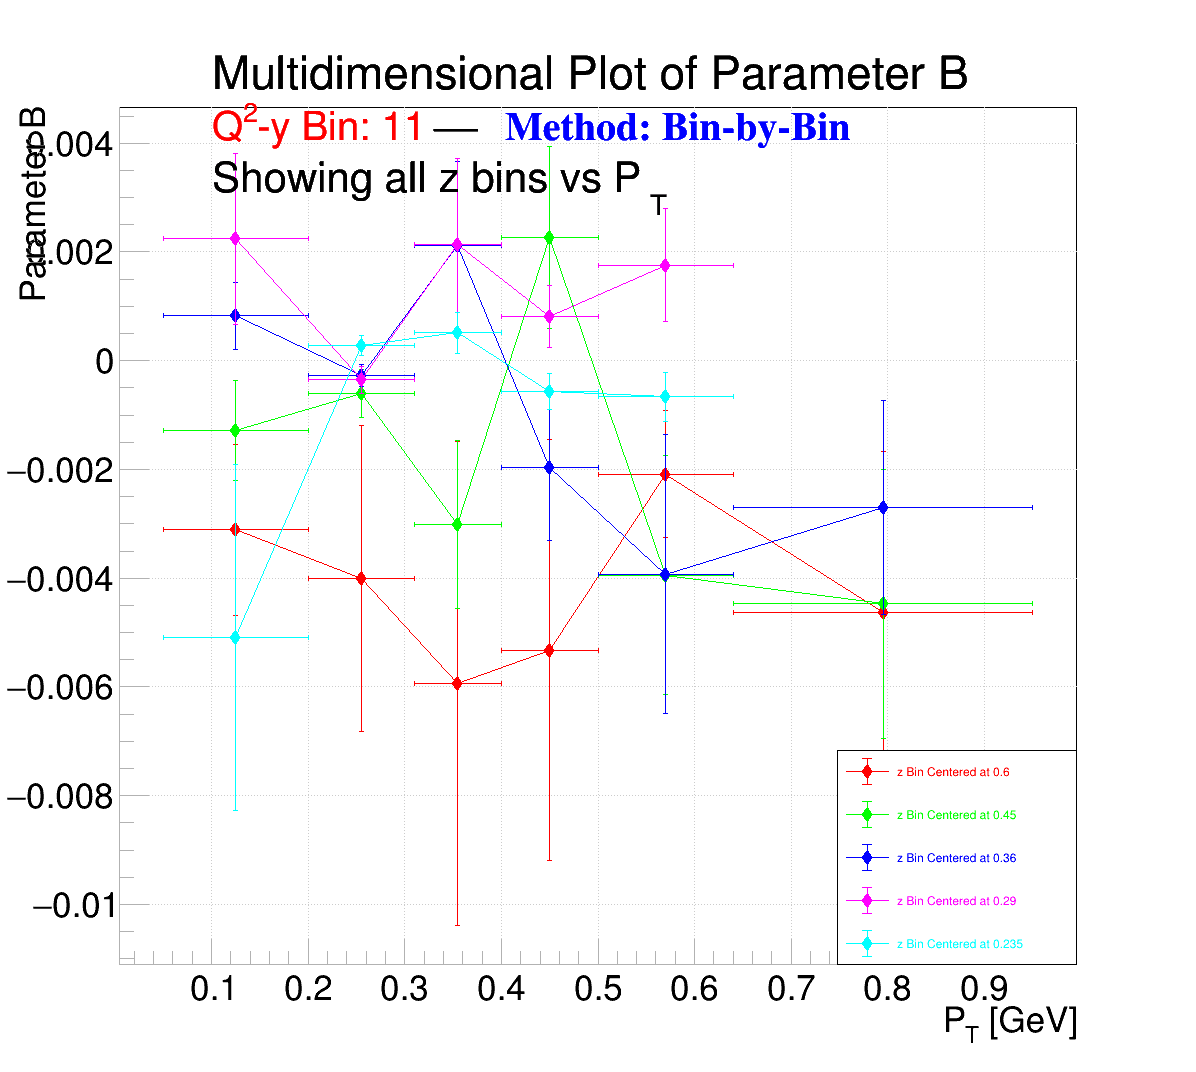 Multidimensional Plot of Parameter B
Q2-y Bin: 11 — Method: Bin-by-Bin
Showing all z bins vs PT
Parameter B
0.004
0.002
0
−0.002
−0.004
−0.006
−0.008
−0.01
z Bin Centered at 0.6
z Bin Centered at 0.45
z Bin Centered at 0.36
z Bin Centered at 0.29
z Bin Centered at 0.235
0.1 0.2 0.3 0.4 0.5 0.6 0.7 0.8 0.9
PT [GeV]